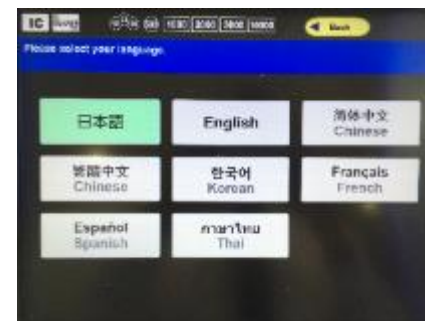 IC
1000 2000 5000 10000
Back
Please select your language.
日本語
English
简体中文
Chinese
繁體中文
Chinese
한국어
Korean
Français
French
Español
Spanish
ภาษาไทย
Thai